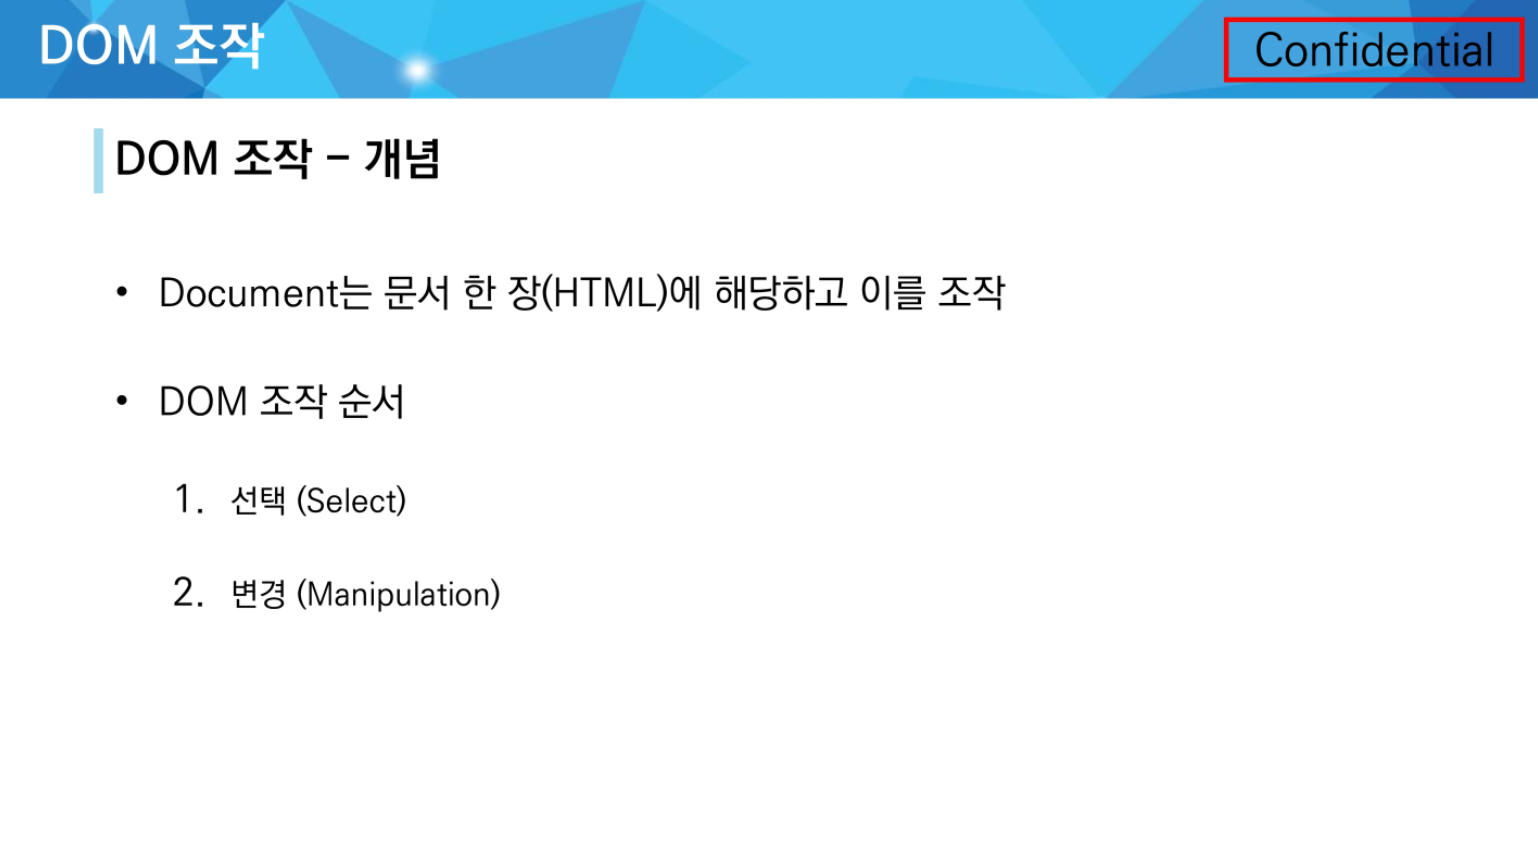 DOM 조작
Confidential
DOM 조작 – 개념
• Document는 문서 한 장(HTML)에 해당하고 이를 조작
• DOM 조작 순서
1. 선택 (Select)
2. 변경 (Manipulation)